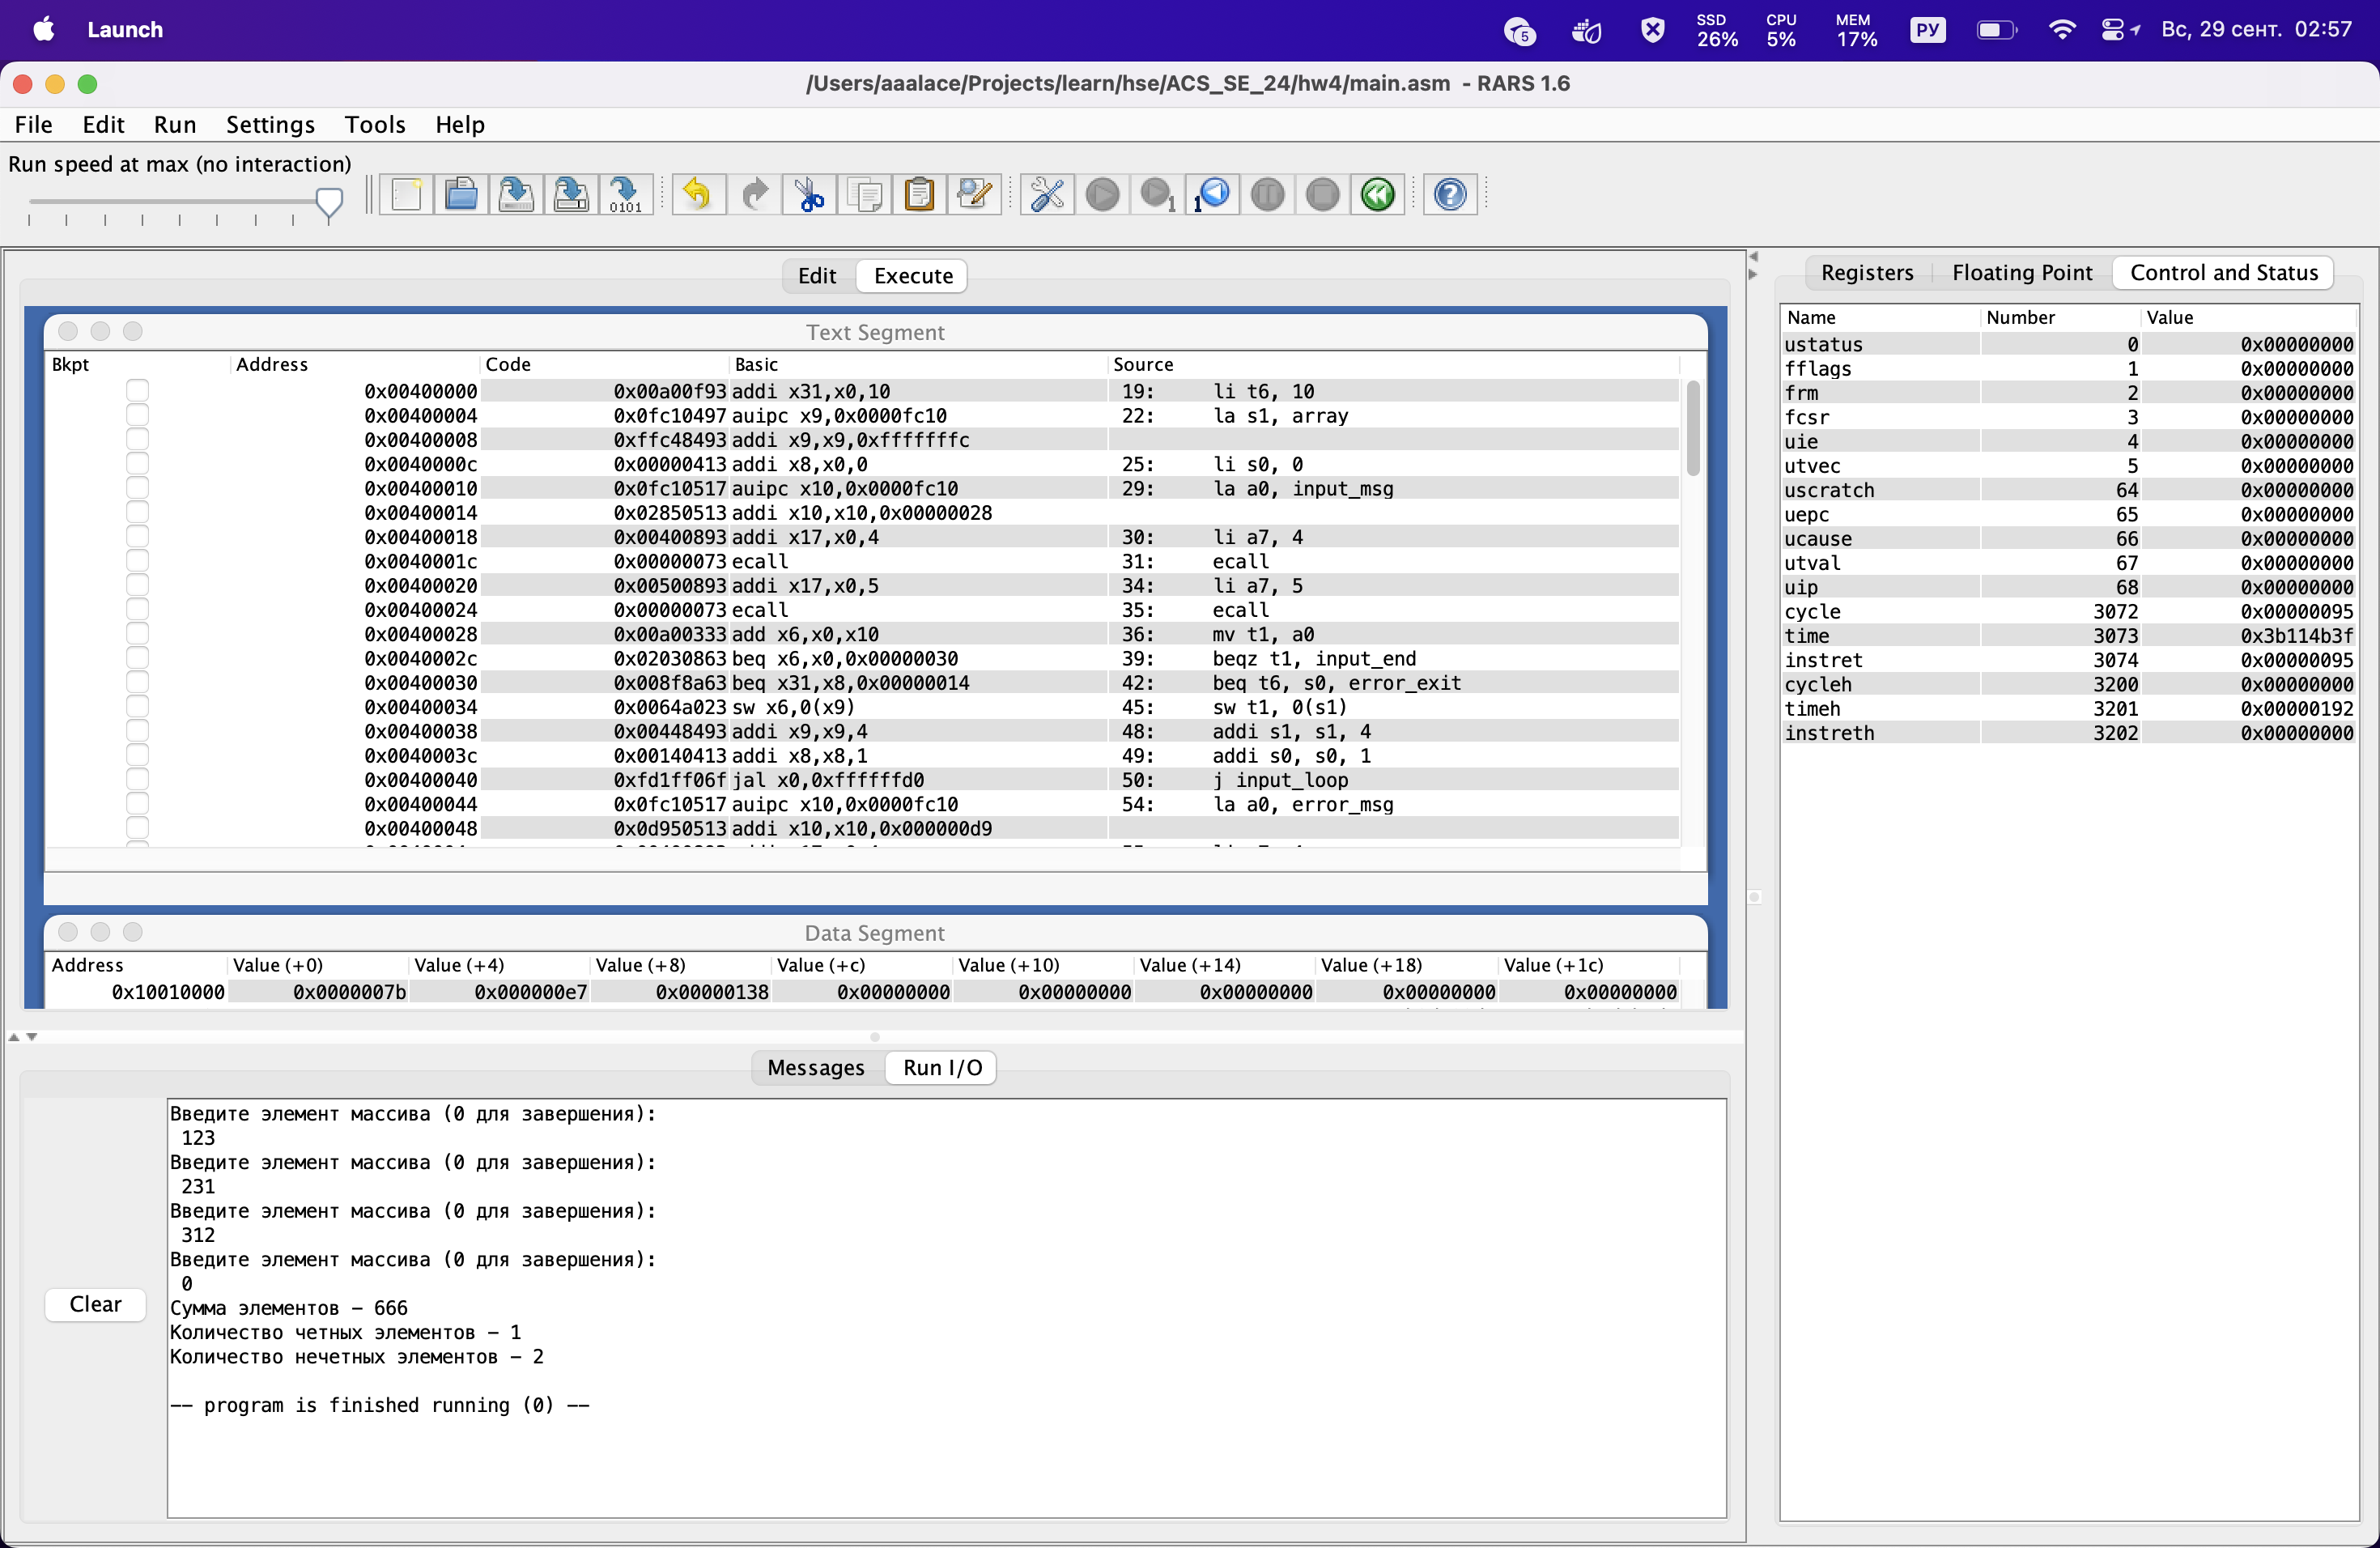 Launch
5
SSD 26%
CPU 5%
MEM 17%
РУ
Вс, 29 сент. 02:57
/Users/aaalace/Projects/learn/hse/ACS_SE_24/hw4/main.asm - RARS 1.6
File Edit Run Settings Tools Help
Run speed at max (no interaction)
0101
1
1
Edit Execute
Text Segment
Bkpt Address Code Basic Source
0x00400000 0x00a00f93 addi x31,x0,10 19: li t6, 10
0x00400004 0x0fc10497 auipc x9,0x0000fc10 22: la s1, array
0x00400008 0xffc48493 addi x9,x9,0xfffffffc
0x0040000c 0x00000413 addi x8,x0,0 25: li s0, 0
0x00400010 0x0fc10517 auipc x10,0x0000fc10 29: la a0, input_msg
0x00400014 0x02850513 addi x10,x10,0x00000028
0x00400018 0x00400893 addi x17,x0,4 30: li a7, 4
0x0040001c 0x00000073 ecall 31: ecall
0x00400020 0x00500893 addi x17,x0,5 34: li a7, 5
0x00400024 0x00000073 ecall 35: ecall
0x00400028 0x00a00333 add x6,x0,x10 36: mv t1, a0
0x0040002c 0x02030863 beq x6,x0,0x00000030 39: beqz t1, input_end
0x00400030 0x008f8a63 beq x31,x8,0x00000014 42: beq t6, s0, error_exit
0x00400034 0x0064a023 sw x6,0(x9) 45: sw t1, 0(s1)
0x00400038 0x00448493 addi x9,x9,4 48: addi s1, s1, 4
0x0040003c 0x00140413 addi x8,x8,1 49: addi s0, s0, 1
0x00400040 0xfd1ff06f jal x0,0xffffffd0 50: j input_loop
0x00400044 0x0fc10517 auipc x10,0x0000fc10 54: la a0, error_msg
0x00400048 0x0d950513 addi x10,x10,0x000000d9
Data Segment
Address Value (+0) Value (+4) Value (+8) Value (+c) Value (+10) Value (+14) Value (+18) Value (+1c)
0x10010000 0x0000007b 0x000000e7 0x00000138 0x00000000 0x00000000 0x00000000 0x00000000 0x00000000
Messages Run I/O
Clear
Введите элемент массива (0 для завершения):
123
Введите элемент массива (0 для завершения):
231
Введите элемент массива (0 для завершения):
312
Введите элемент массива (0 для завершения):
0
Сумма элементов – 666
Количество четных элементов – 1
Количество нечетных элементов – 2
-- program is finished running (0) --
Registers Floating Point Control and Status
Name Number Value
ustatus 0 0x00000000
fflags 1 0x00000000
frm 2 0x00000000
fcsr 3 0x00000000
uie 4 0x00000000
utvec 5 0x00000000
uscratch 64 0x00000000
uepc 65 0x00000000
ucause 66 0x00000000
utval 67 0x00000000
uip 68 0x00000000
cycle 3072 0x00000095
time 3073 0x3b114b3f
instret 3074 0x00000095
cycleh 3200 0x00000000
timeh 3201 0x00000192
instreth 3202 0x00000000